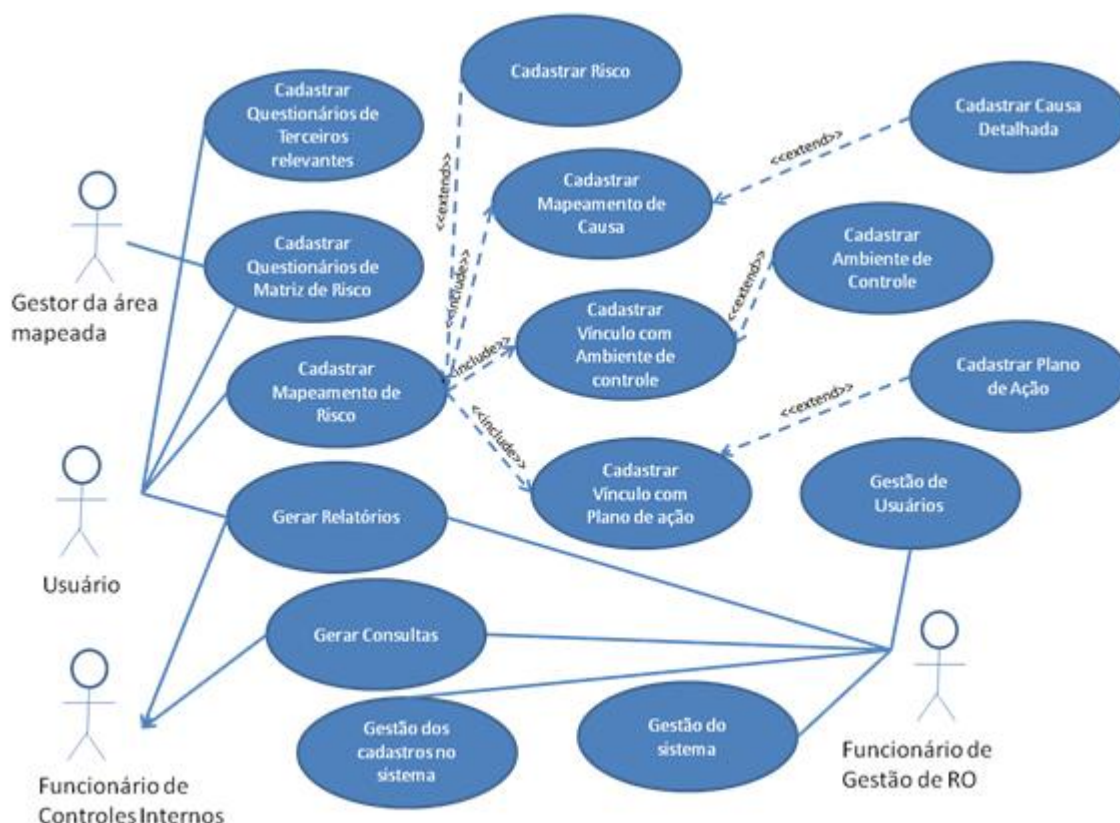 Cadastrar Risco
Cadastrar
Questionários de
Terceiros
relevantes
Cadastrar Causa
Detalhada
<<extend>>
<<extend>>
Cadastrar
Mapeamento de
Causa
Gestor da área
mapeada
Cadastrar
Questionários de
Matriz de Risco
<<include>>
Cadastrar
Ambiente de
Controle
<<extend>>
Cadastrar
Vínculo com
Ambiente de
controle
<include>>
Cadastrar
Mapeamento de
Risco
Cadastrar Plano
de Ação
<<extend>>
<<include>>
Cadastrar
Vínculo com
Plano de ação
Gestão de
Usuários
Gerar Relatórios
Usuário
Gerar Consultas
Gestão dos
cadastros no
sistema
Gestão do
sistema
Funcionário de
Controles Internos
Funcionário de
Gestão de RO